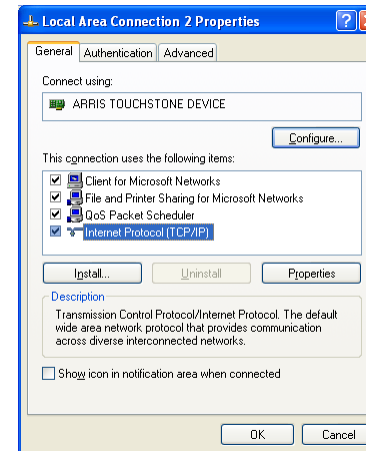 Local Area Connection 2 Properties
General Authentication Advanced
Connect using:
ARRIS TOUCHSTONE DEVICE
Configure...
This connection uses the following items:
Client for Microsoft Networks
File and Printer Sharing for Microsoft Networks
QoS Packet Scheduler
Internet Protocol (TCP/IP)
Install... Uninstall Properties
Description
Transmission Control Protocol/Internet Protocol. The default
wide area network protocol that provides communication
across diverse interconnected networks.
Show icon in notification area when connected
OK Cancel